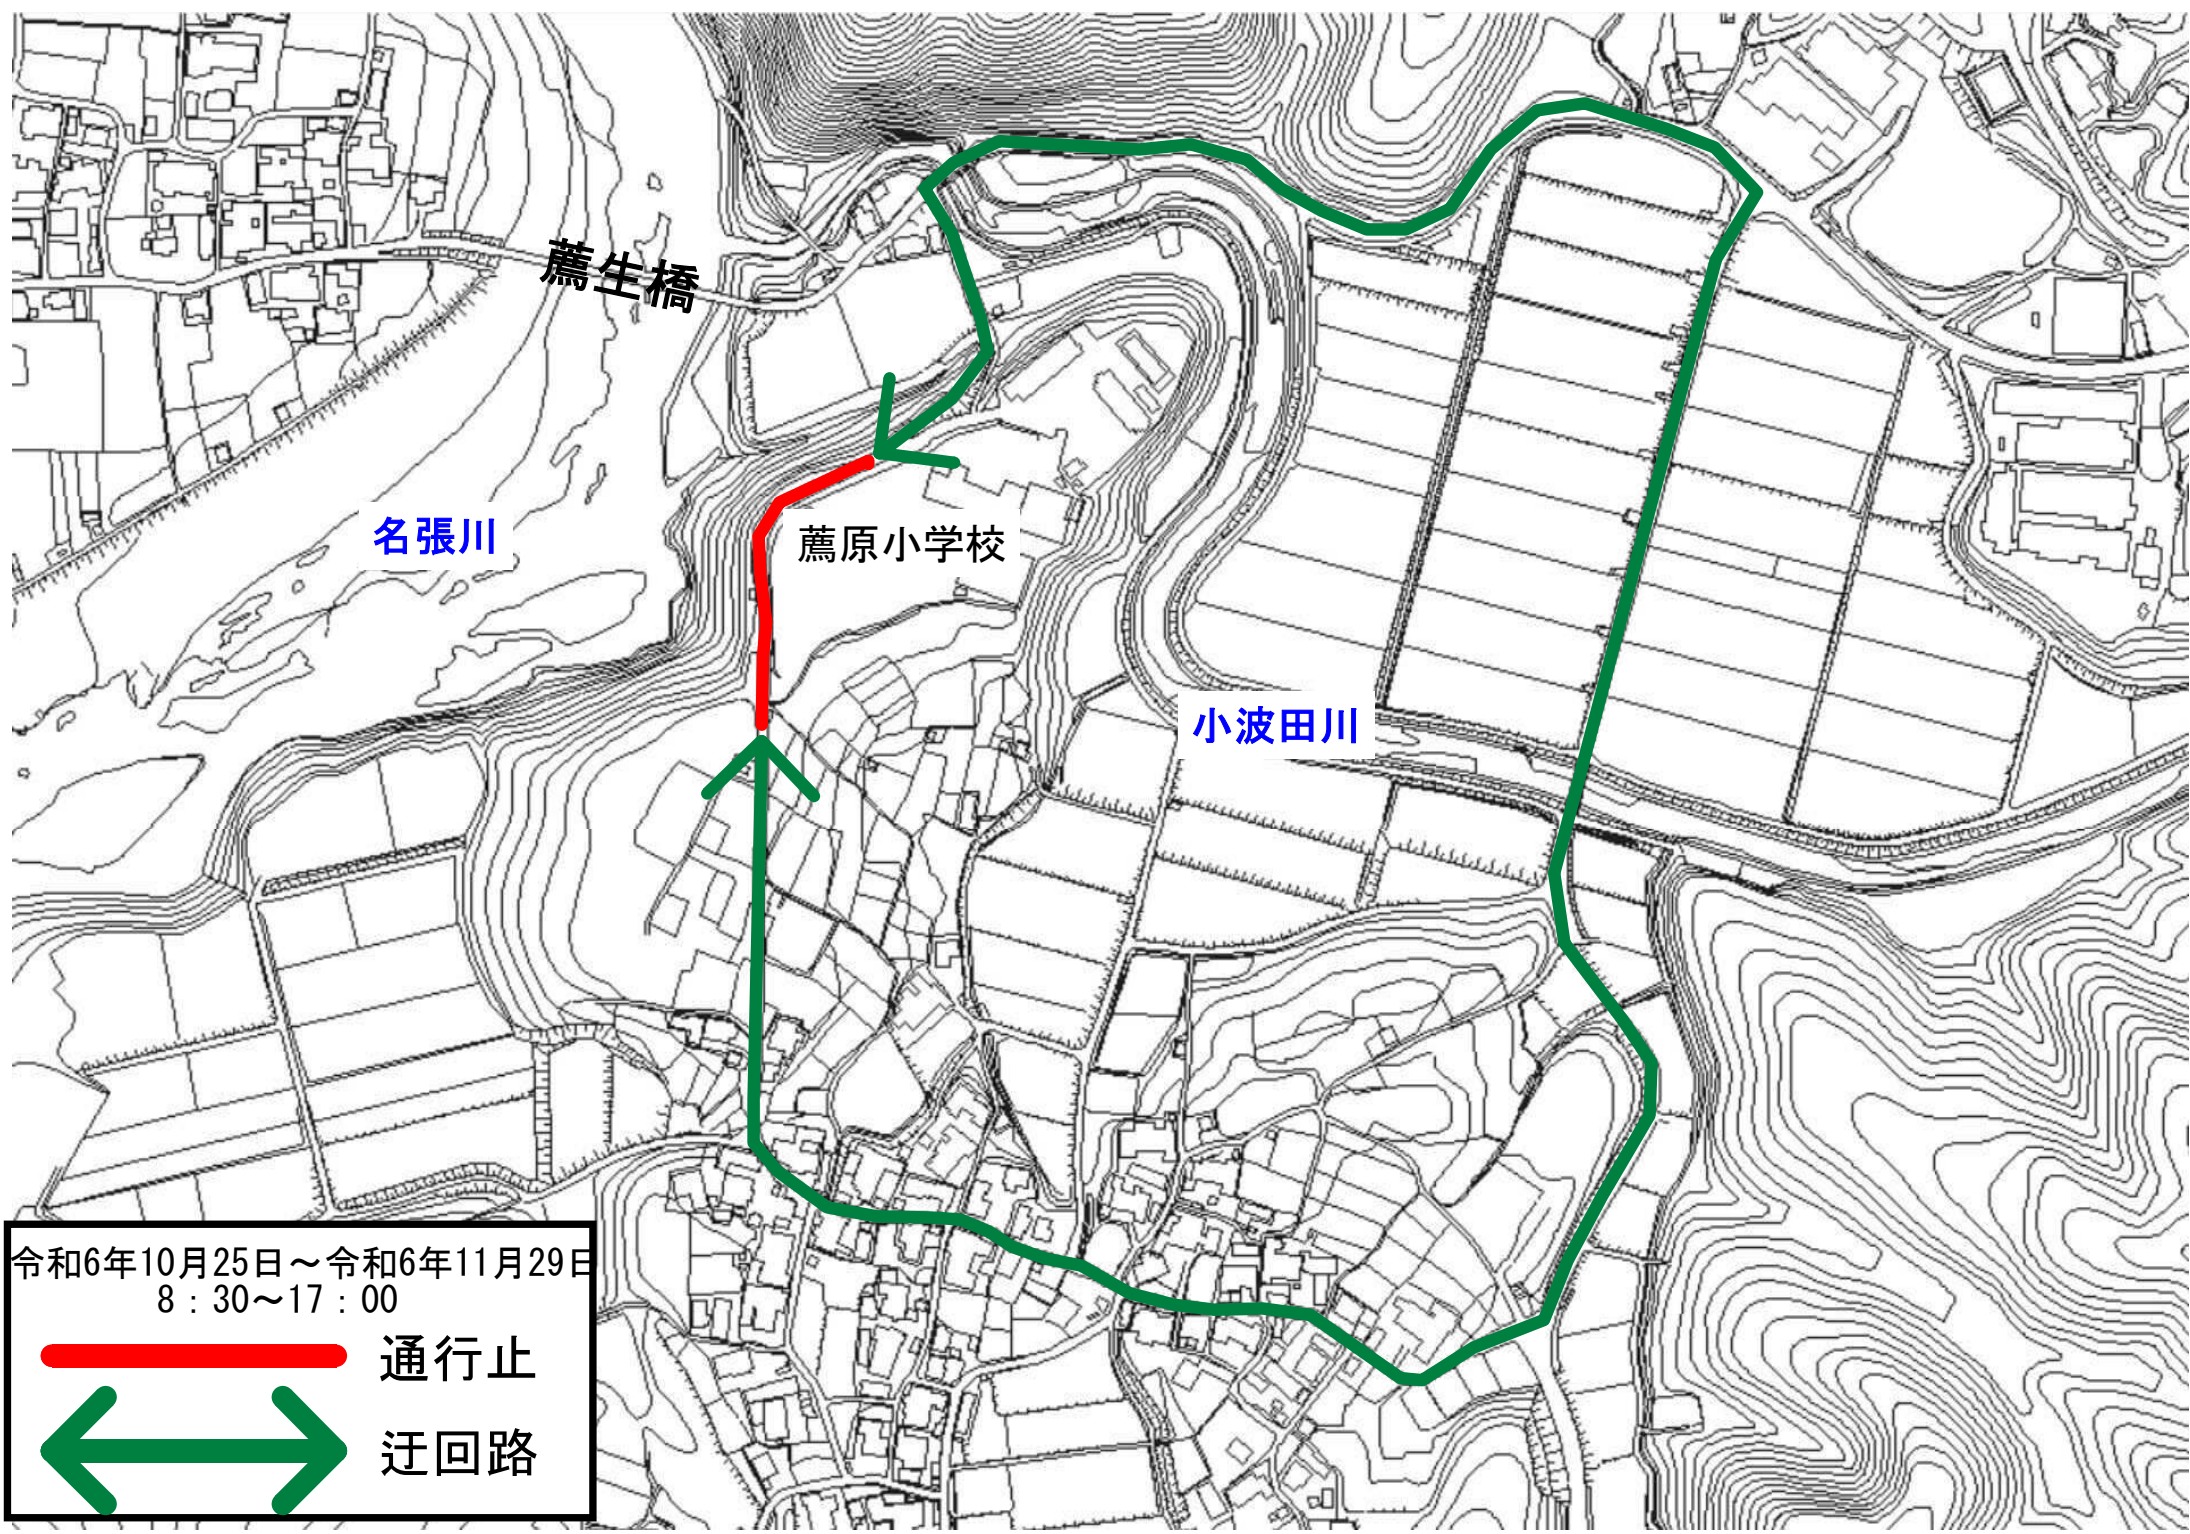 薦生橋
名張川
薦原小学校
小波田川
令和6年10月25日～令和6年11月29日
8：30～17：00
通行止
迂回路